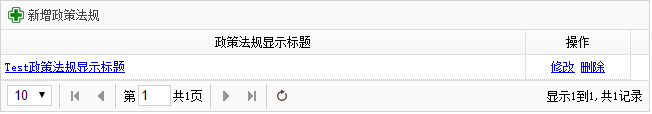 新增政策法规
政策法规显示标题 操作
Test政策法规显示标题 修改 删除
10 第 1 共1页 显示1到1,共1记录